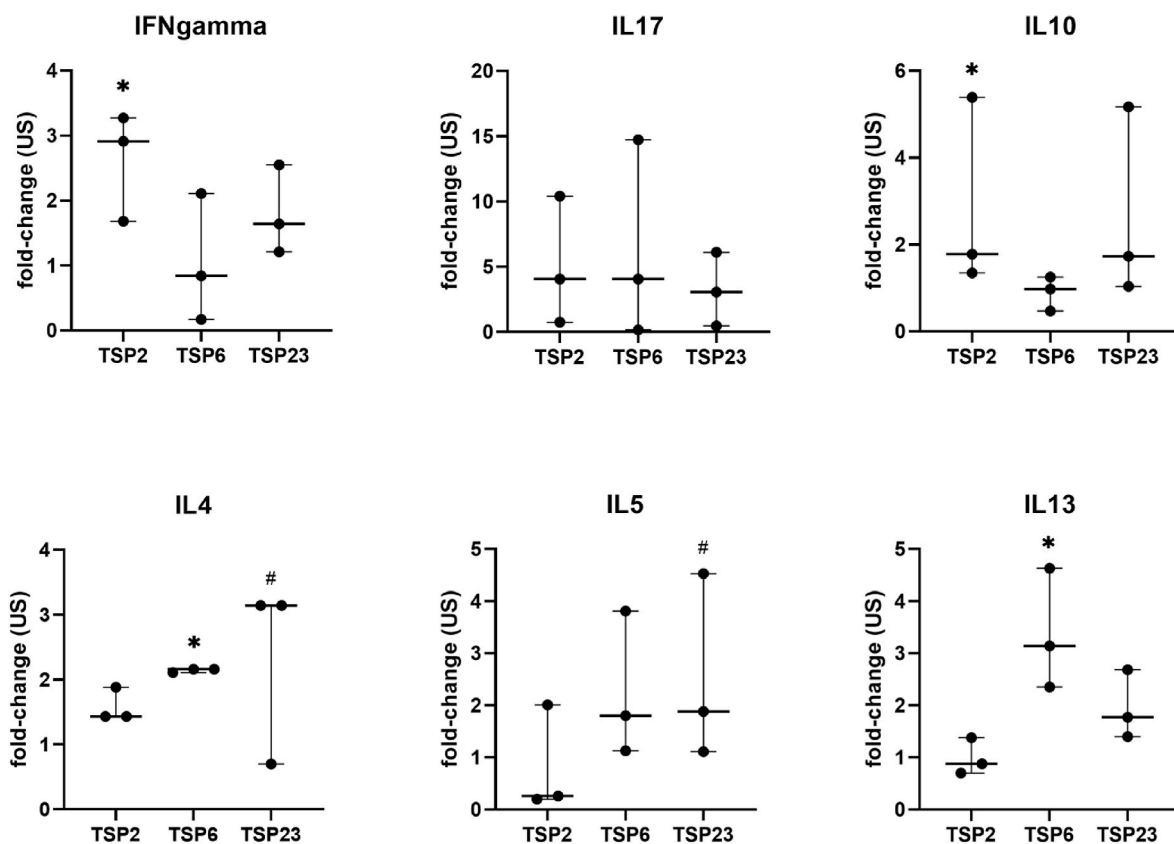 IFNgamma
fold-change (US)
4
3
2
1
0
*
TSP2 TSP6 TSP23
IL17
fold-change (US)
20
15
10
5
0
TSP2 TSP6 TSP23
IL10
fold-change (US)
6
4
2
0
*
TSP2 TSP6 TSP23
IL4
fold-change (US)
4
3
2
1
0
*
#
TSP2 TSP6 TSP23
IL5
fold-change (US)
5
4
3
2
1
0
#
TSP2 TSP6 TSP23
IL13
fold-change (US)
5
4
3
2
1
0
*
TSP2 TSP6 TSP23